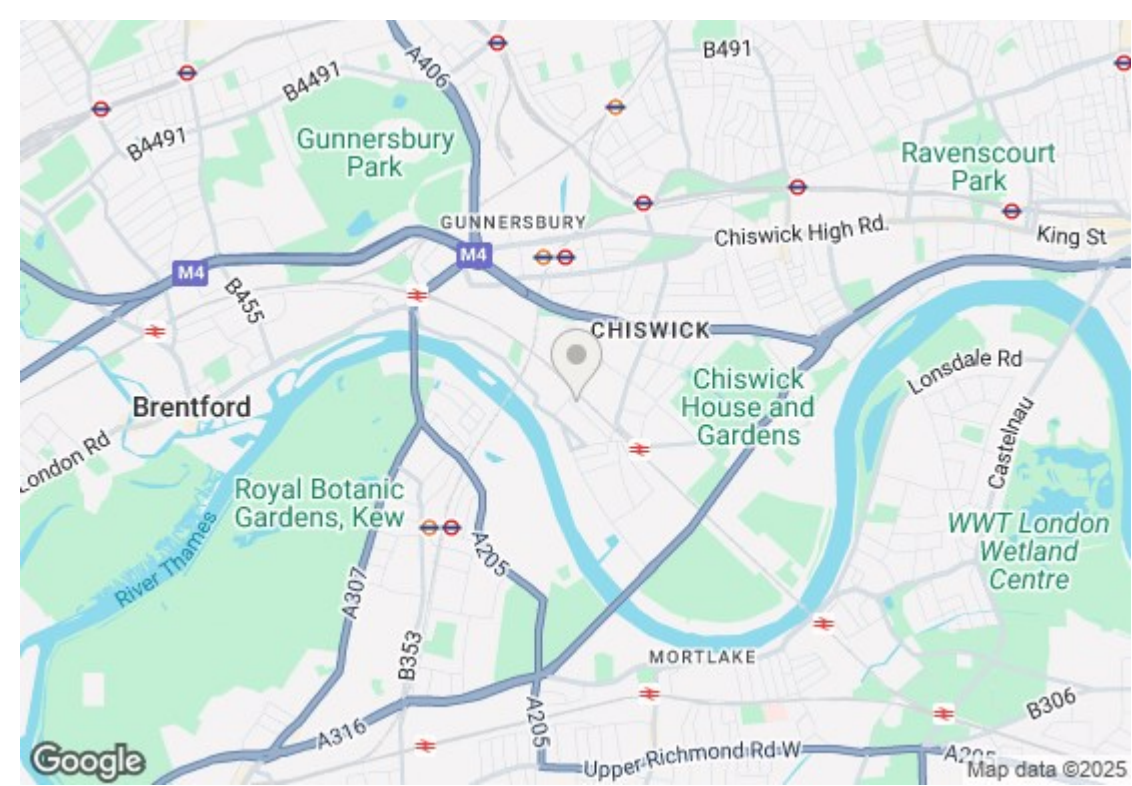 B491
A406
B4491
B4491
Gunnersbury
Park
Ravenscourt
Park
GUNNERSBURY
Chiswick High Rd.
King St
M4
M4
B455
CHISWICK
Lonsdale Rd
Chiswick
House and
Gardens
Brentford
Castelnau
London Rd
Royal Botanic
Gardens, Kew
WWT London
Wetland
Centre
River Thames
A205
A307
B353
MORTLAKE
B306
A205
A316
Upper Richmond Rd W
A205
Google
Map data ©2025